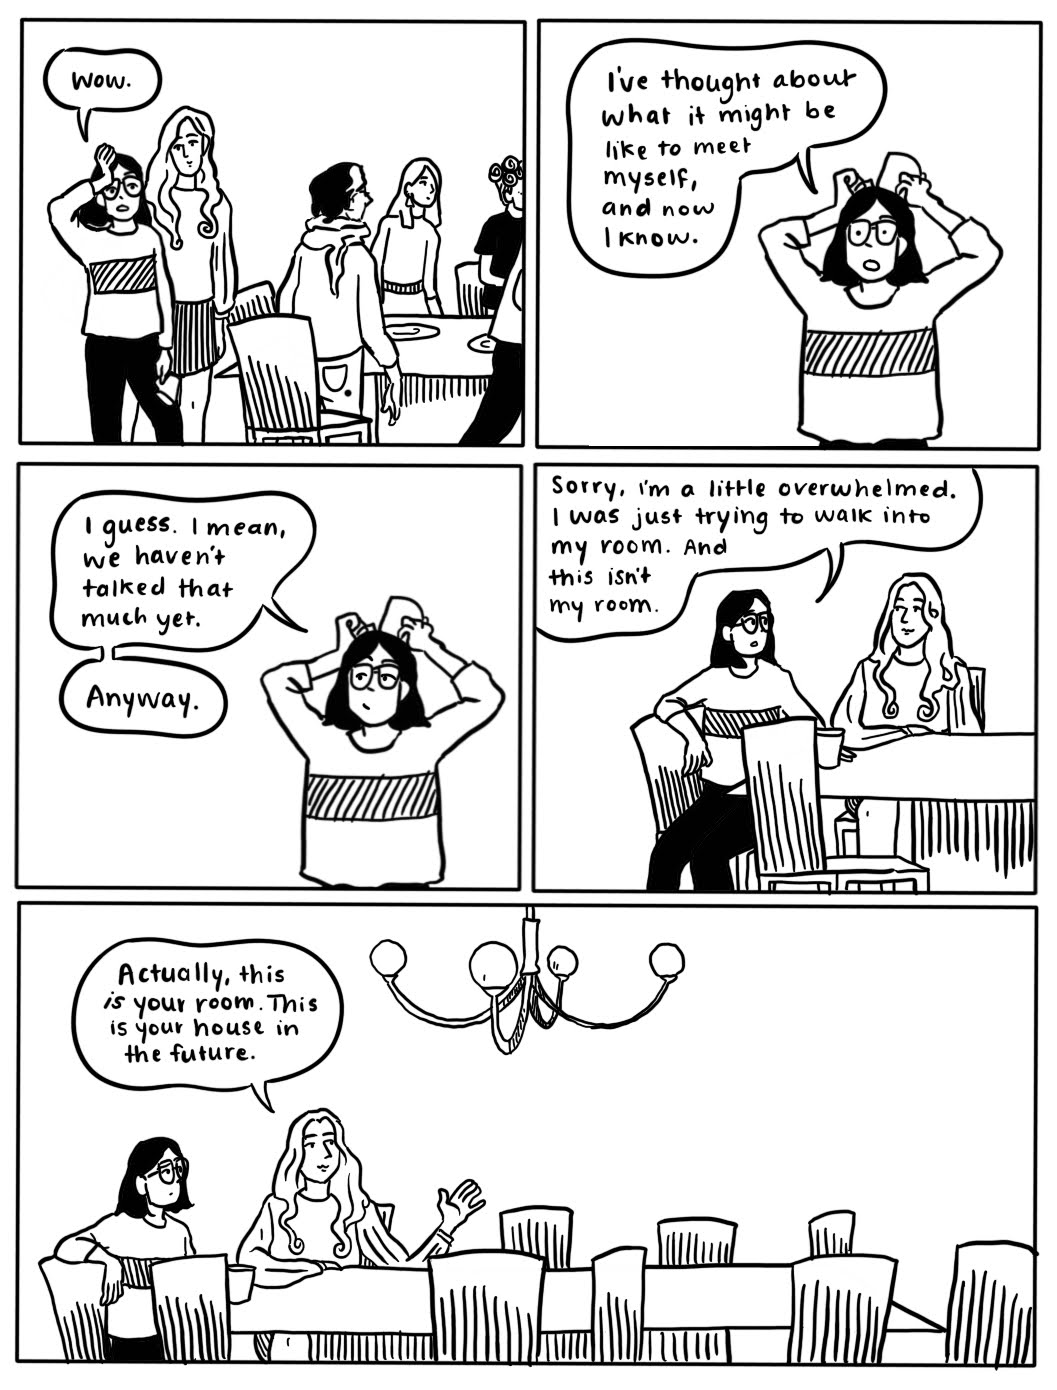 Wow.
I've thought about
what it might be
like to meet
myself,
and now
I know.
I guess. I mean,
we haven't
talked that
much yet.
Anyway.
Sorry, i'm a little overwhelmed.
I was just trying to walk into
my room. And
this isn't
my room.
Actually, this
is your room. This
is your house in
the future.